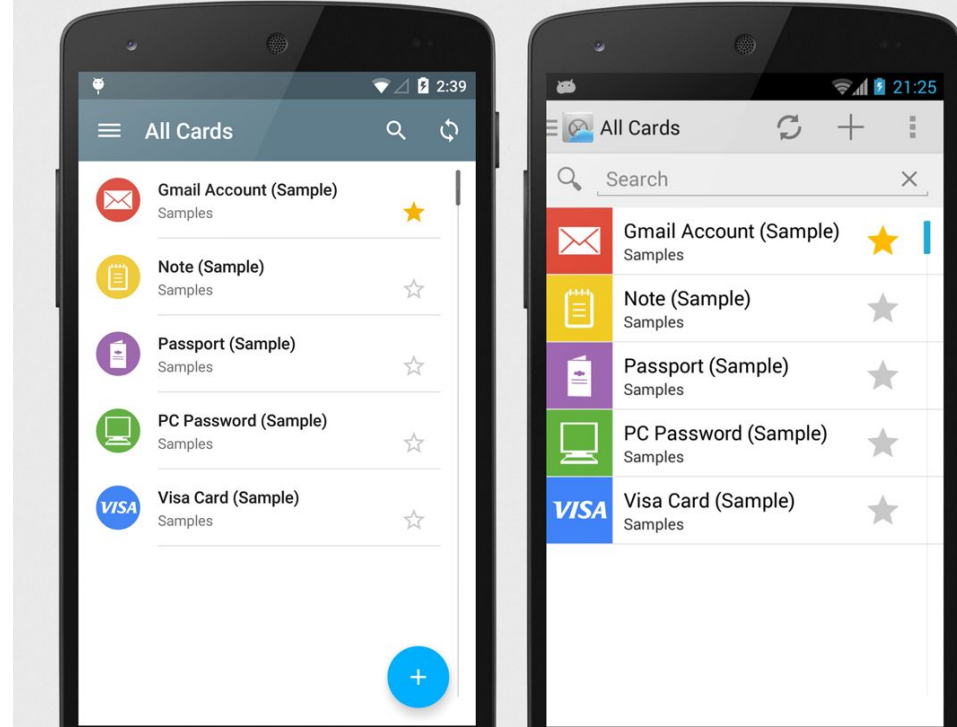 2:39
All Cards
Gmail Account (Sample)
Samples
Note (Sample)
Samples
Passport (Sample)
Samples
PC Password (Sample)
Samples
VISA
Visa Card (Sample)
Samples
21:25
All Cards
Search
Gmail Account (Sample)
Samples
Note (Sample)
Samples
Passport (Sample)
Samples
PC Password (Sample)
Samples
VISA
Visa Card (Sample)
Samples